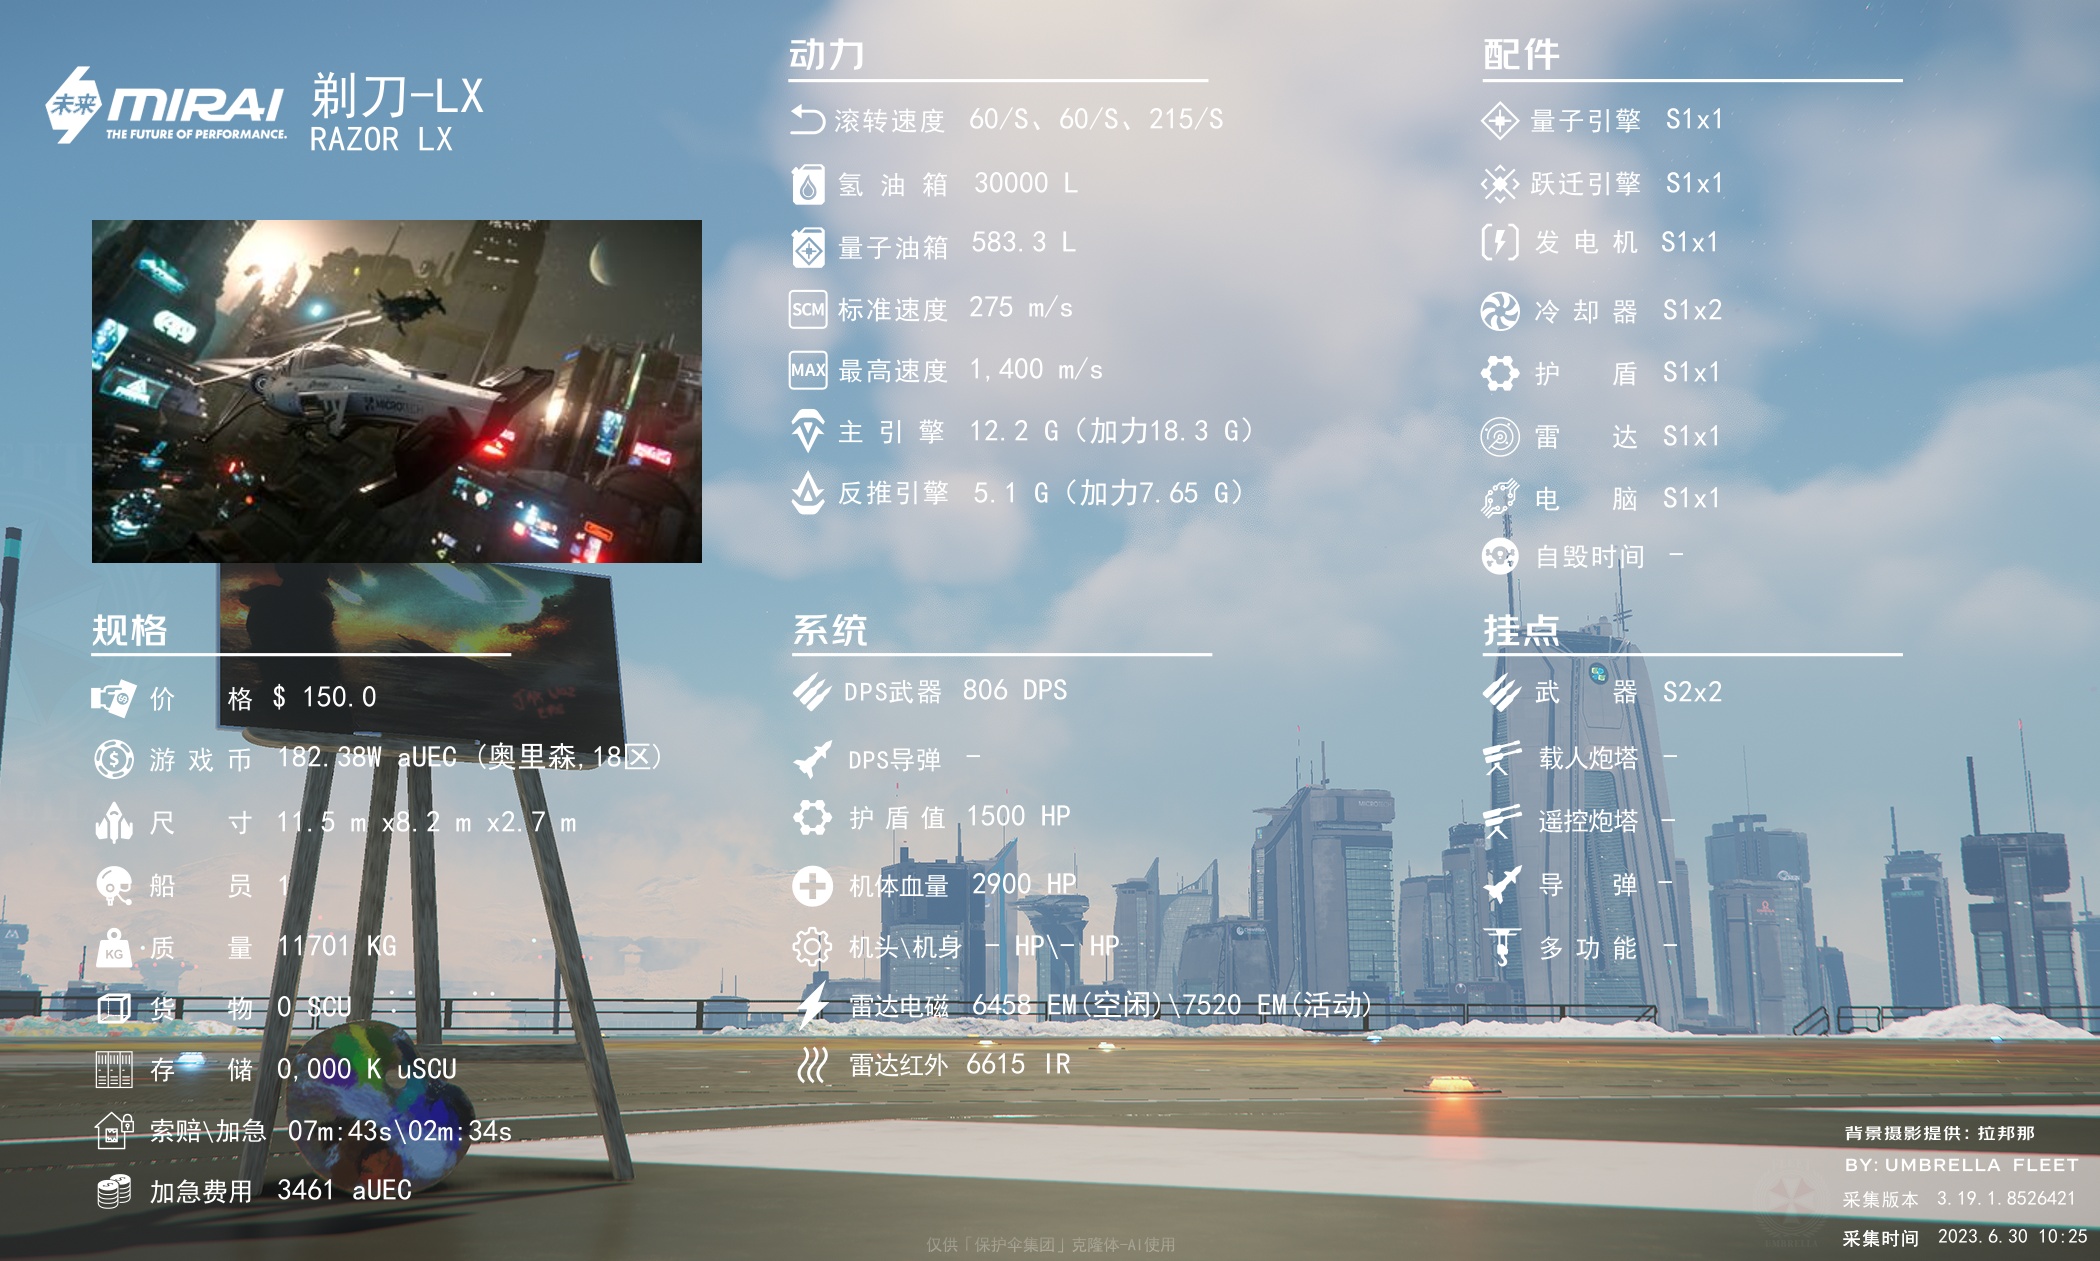 未来 MIRAI
THE FUTURE OF PERFORMANCE.
剃刀-LX
RAZOR LX
MICROTECH
规格
价格 $ 150.0
游戏币 182.38W aUEC (奥里森,18区)
尺寸 11.5 m x8.2 m x2.7 m
船员 1
质量 11701 KG
货物 0 SCU
存储 0,000 K uSCU
索赔\加急 07m:43s\02m:34s
加急费用 3461 aUEC
动力
滚转速度 60/S、60/S、215/S
氢油箱 30000 L
量子油箱 583.3 L
SCM 标准速度 275 m/s
MAX 最高速度 1,400 m/s
主引擎 12.2 G（加力18.3 G）
反推引擎 5.1 G（加力7.65 G）
系统
DPS武器 806 DPS
DPS导弹 -
护盾值 1500 HP
机体血量 2900 HP
机头\机身 - HP\- HP
雷达电磁 6458 EM(空闲)\7520 EM(活动)
雷达红外 6615 IR
配件
量子引擎 S1x1
跃迁引擎 S1x1
发电机 S1x1
冷却器 S1x2
护盾 S1x1
雷达 S1x1
电脑 S1x1
自毁时间 -
挂点
武器 S2x2
载人炮塔 -
遥控炮塔 -
导弹 -
多功能 -
背景摄影提供：拉邦那
BY: UMBRELLA FLEET
采集版本 3.19.1.8526421
采集时间 2023.6.30 10:25
仅供「保护伞集团」克隆体-AI使用